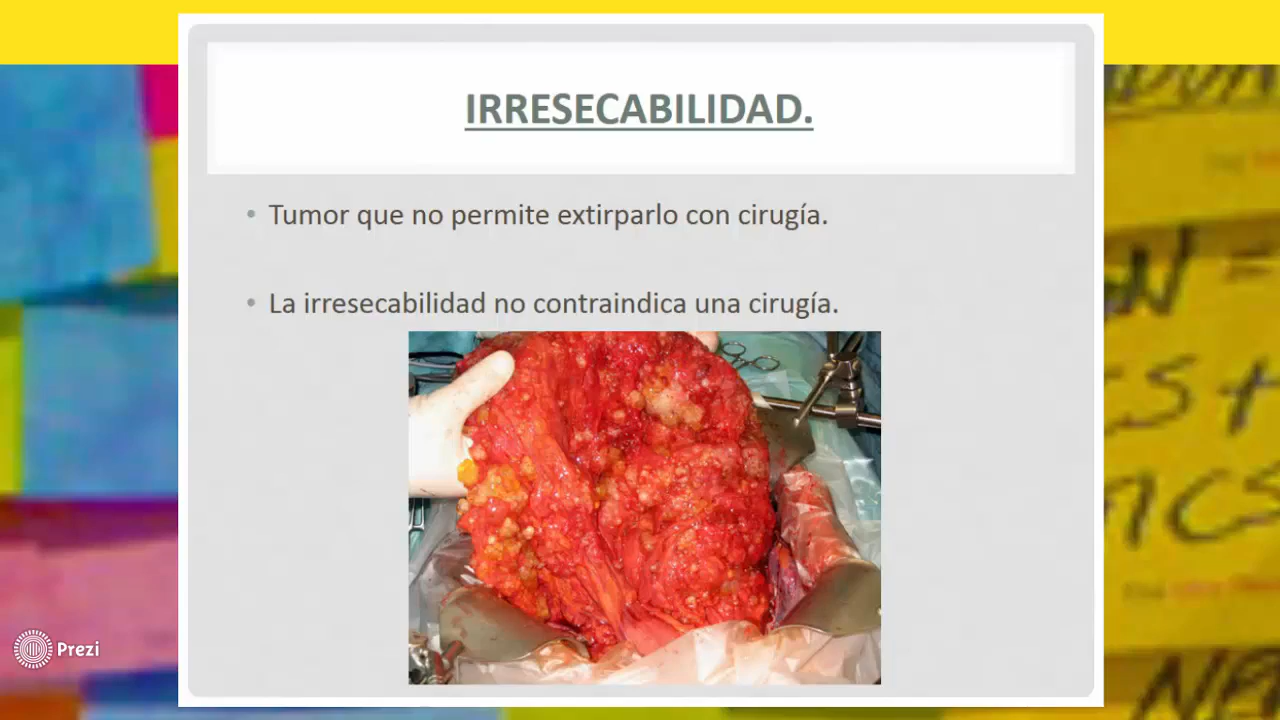 IRRESECABILIDAD.
• Tumor que no permite extirparlo con cirugía.
• La irresecabilidad no contraindica una cirugía.
Prezi